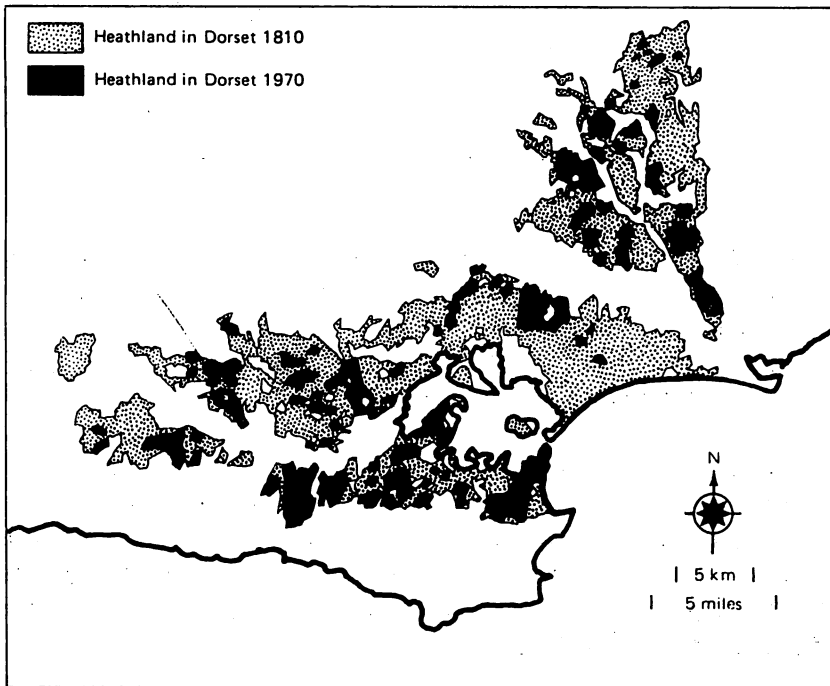 Heathland in Dorset 1810
Heathland in Dorset 1970
N
5 km
5 miles